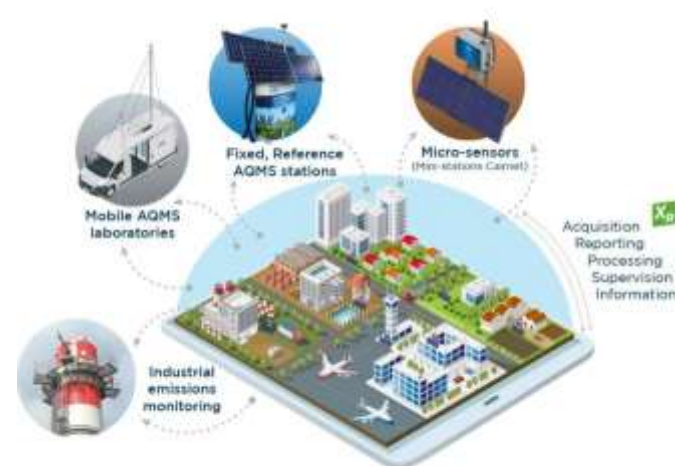 Fixed, Reference
AQMS stations
Micro-sensors
(Mini-stations Cairnet)
Mobile AQMS
laboratories
Acquisition
Reporting
Processing
Supervision
Information
Industrial
emissions
monitoring